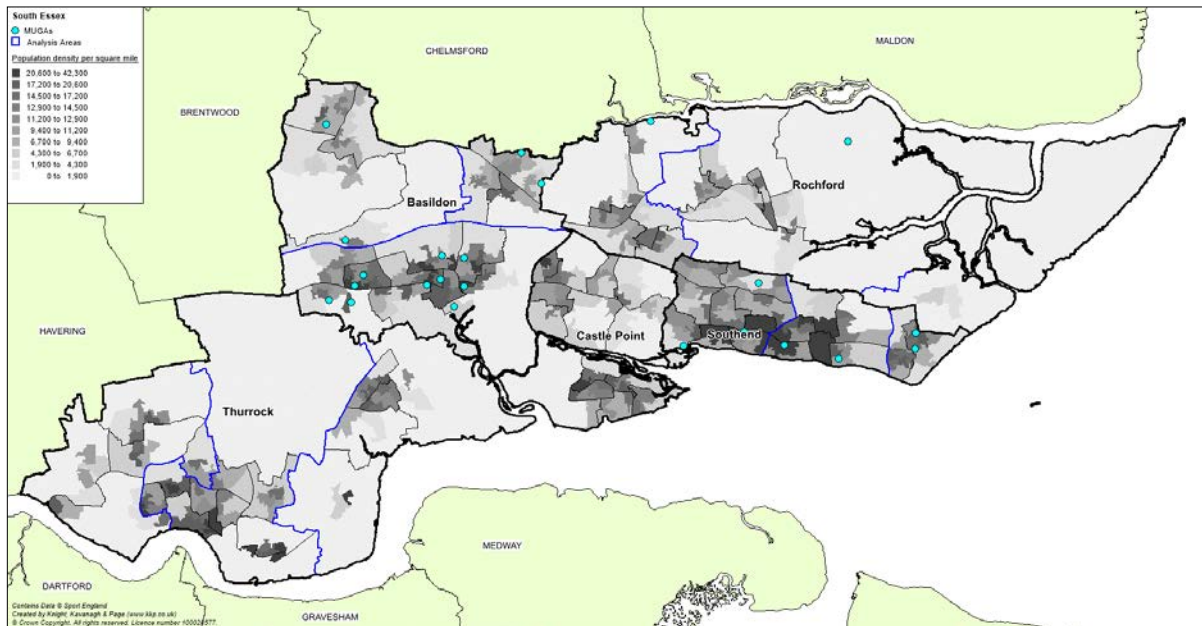 South Essex
MUGAs
Analysis Areas
Population density per square mile
20,600 to 42,300
17,200 to 20,600
14,500 to 17,200
12,900 to 14,500
11,200 to 12,900
9,400 to 11,200
6,700 to 9,400
4,300 to 6,700
1,900 to 4,300
0 to 1,900
CHELMSFORD
MALDON
BRENTWOOD
Basildon
Rochford
HAVERING
Castle Point
Southend
Thurrock
MEDWAY
DARTFORD
GRAVESHAM
Contains Data © Sport England
Created by Knight, Kavanagh & Page (www.kkp.co.uk)
© Crown Copyright. All rights reserved. Licence number 100020577.